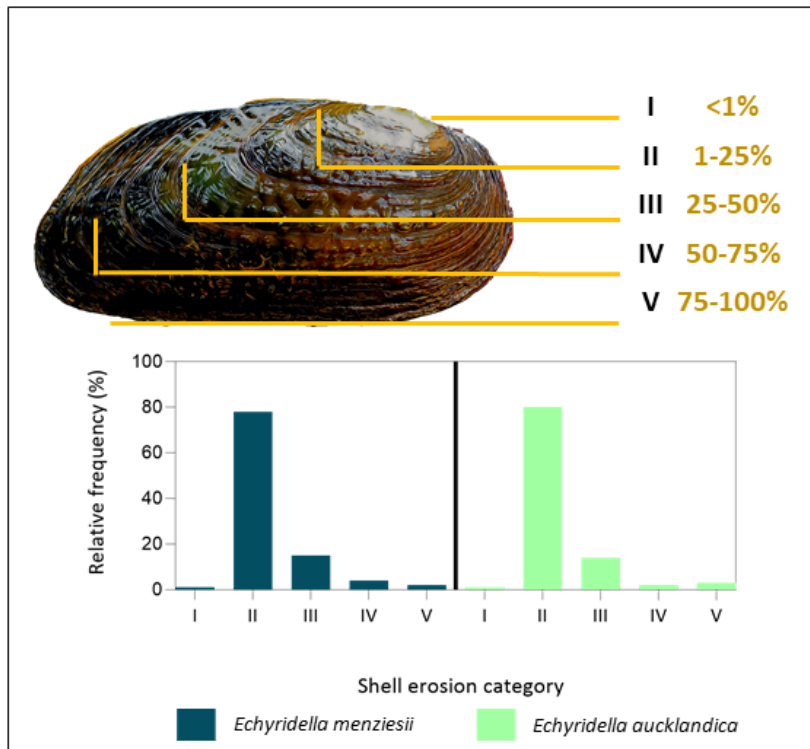 I <1%
II 1-25%
III 25-50%
IV 50-75%
V 75-100%
Relative frequency (%)
100
80
60
40
20
0
I II III IV V I II III IV V
Shell erosion category
Echyridella menziesii Echyridella aucklandica